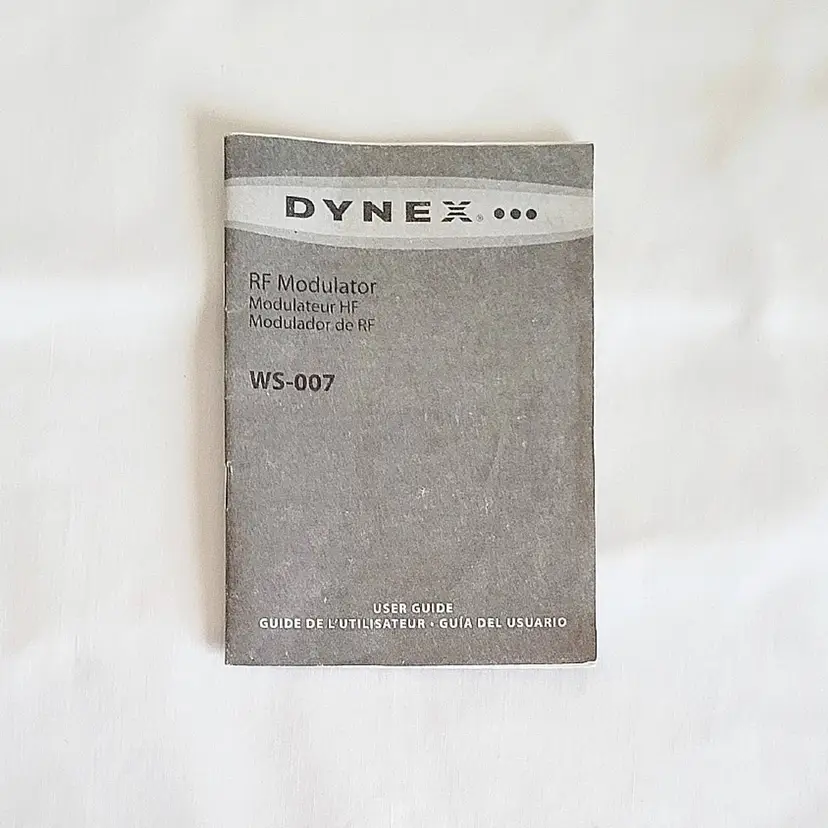 DYNEX®
RF Modulator
Modulateur HF
Modulador de RF
WS-007
USER GUIDE
GUIDE DE L'UTILISATEUR • GUÍA DEL USUARIO